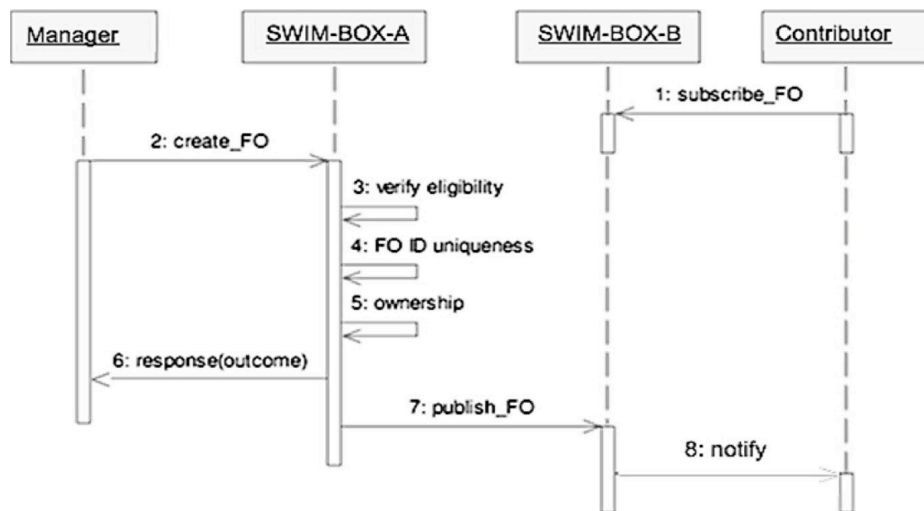 Manager
SWIM-BOX-A
SWIM-BOX-B
Contributor
1: subscribe_FO
2: create_FO
3: verify eligibility
4: FO ID uniqueness
5: ownership
6: response(outcome)
7: publish_FO
8: notify